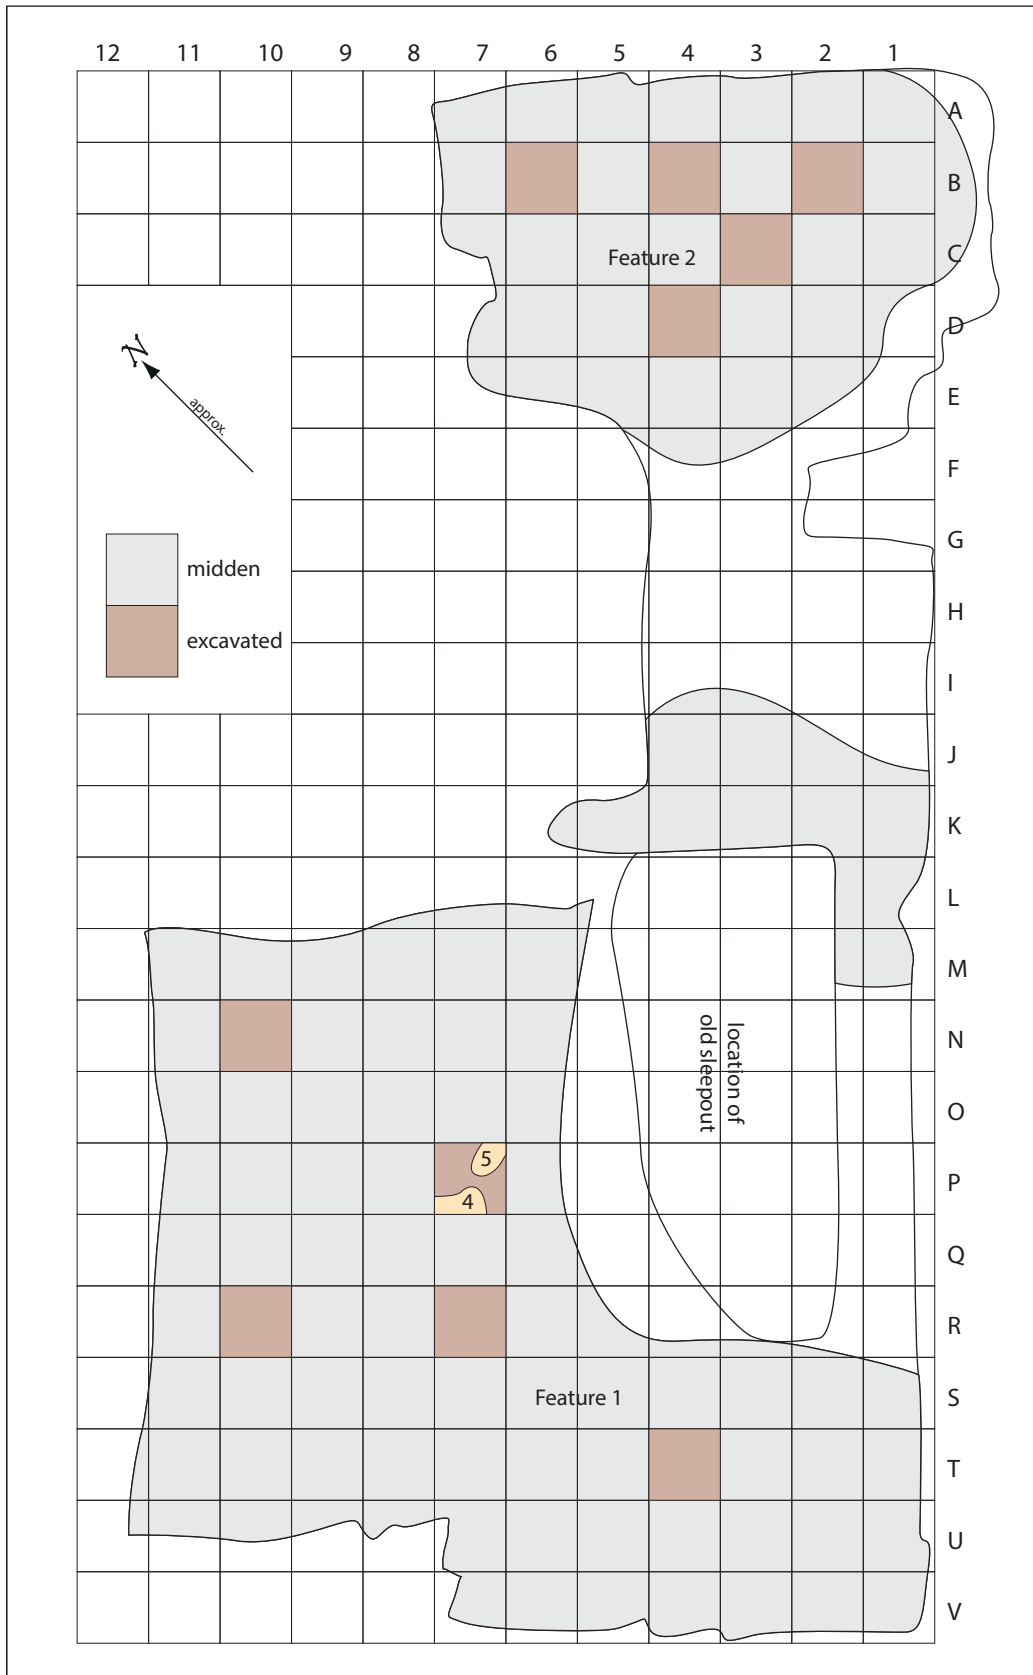 12 11 10 9 8 7 6 5 4 3 2 1
A
B
Feature 2
C
D
N
approx.
E
F
G
midden
H
excavated
I
J
K
L
M
location of
old sleepout
N
O
5
P
4
Q
R
Feature 1
S
T
U
V